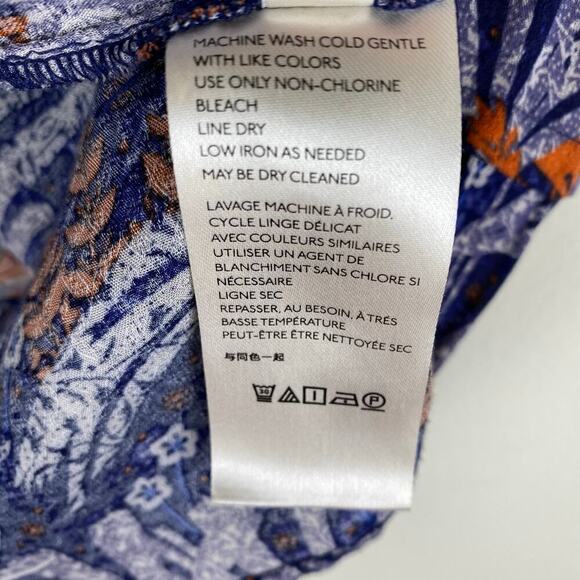 MACHINE WASH COLD GENTLE
WITH LIKE COLORS
USE ONLY NON-CHLORINE
BLEACH
LINE DRY
LOW IRON AS NEEDED
MAY BE DRY CLEANED
LAVAGE MACHINE À FROID,
CYCLE LINGE DÉLICAT
AVEC COULEURS SIMILAIRES
UTILISER UN AGENT DE
BLANCHIMENT SANS CHLORE SI
NÉCESSAIRE
LIGNE SEC
REPASSER, AU BESOIN, À TRÉS
BASSE TEMPÉRATURE
PEUT-ÊTRE ÊTRE NETTOYÉE SEC
与同色一起
30 P